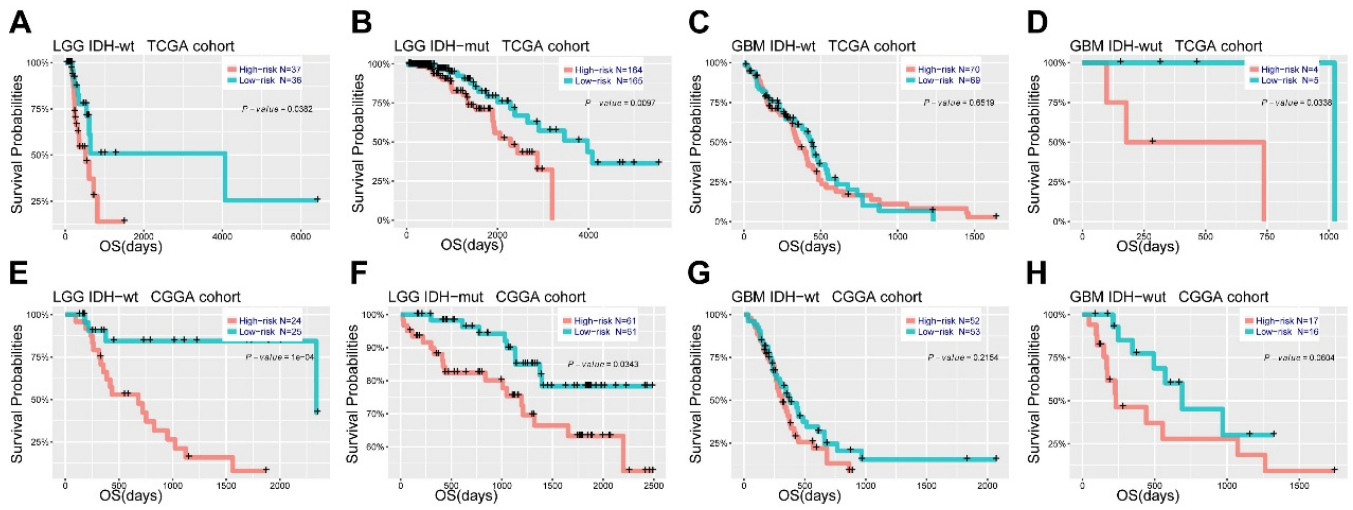 A
LGG IDH-wt TCGA cohort
High-risk N=37
Low-risk N=36
P - value = 0.0382
Survival Probabilities
100%
75%
50%
25%
0 2000 4000 6000
OS(days)
B
LGG IDH-mut TCGA cohort
High-risk N=164
Low-risk N=165
P - value = 0.0097
Survival Probabilities
100%
75%
50%
25%
0%
0 2000 4000
OS(days)
C
GBM IDH-wt TCGA cohort
High-risk N=70
Low-risk N=69
P - value = 0.6519
Survival Probabilities
100%
75%
50%
25%
0%
0 500 1000 1500
OS(days)
D
GBM IDH-wut TCGA cohort
High-risk N=4
Low-risk N=5
P - value = 0.0338
Survival Probabilities
100%
75%
50%
25%
0%
0 250 500 750 1000
OS(days)
E
LGG IDH-wt CGGA cohort
High-risk N=24
Low-risk N=25
P - value = 1e-04
Survival Probabilities
100%
75%
50%
25%
0 500 1000 1500 2000
OS(days)
F
LGG IDH-mut CGGA cohort
High-risk N=61
Low-risk N=61
P - value = 0.0343
Survival Probabilities
100%
90%
80%
70%
60%
0 500 1000 1500 2000 2500
OS(days)
G
GBM IDH-wt CGGA cohort
High-risk N=52
Low-risk N=53
P - value = 0.2164
Survival Probabilities
100%
75%
50%
25%
0%
0 500 1000 1500 2000
OS(days)
H
GBM IDH-wut CGGA cohort
High-risk N=17
Low-risk N=16
P - value = 0.0604
Survival Probabilities
100%
75%
50%
25%
0%
0 500 1000 1500
OS(days)